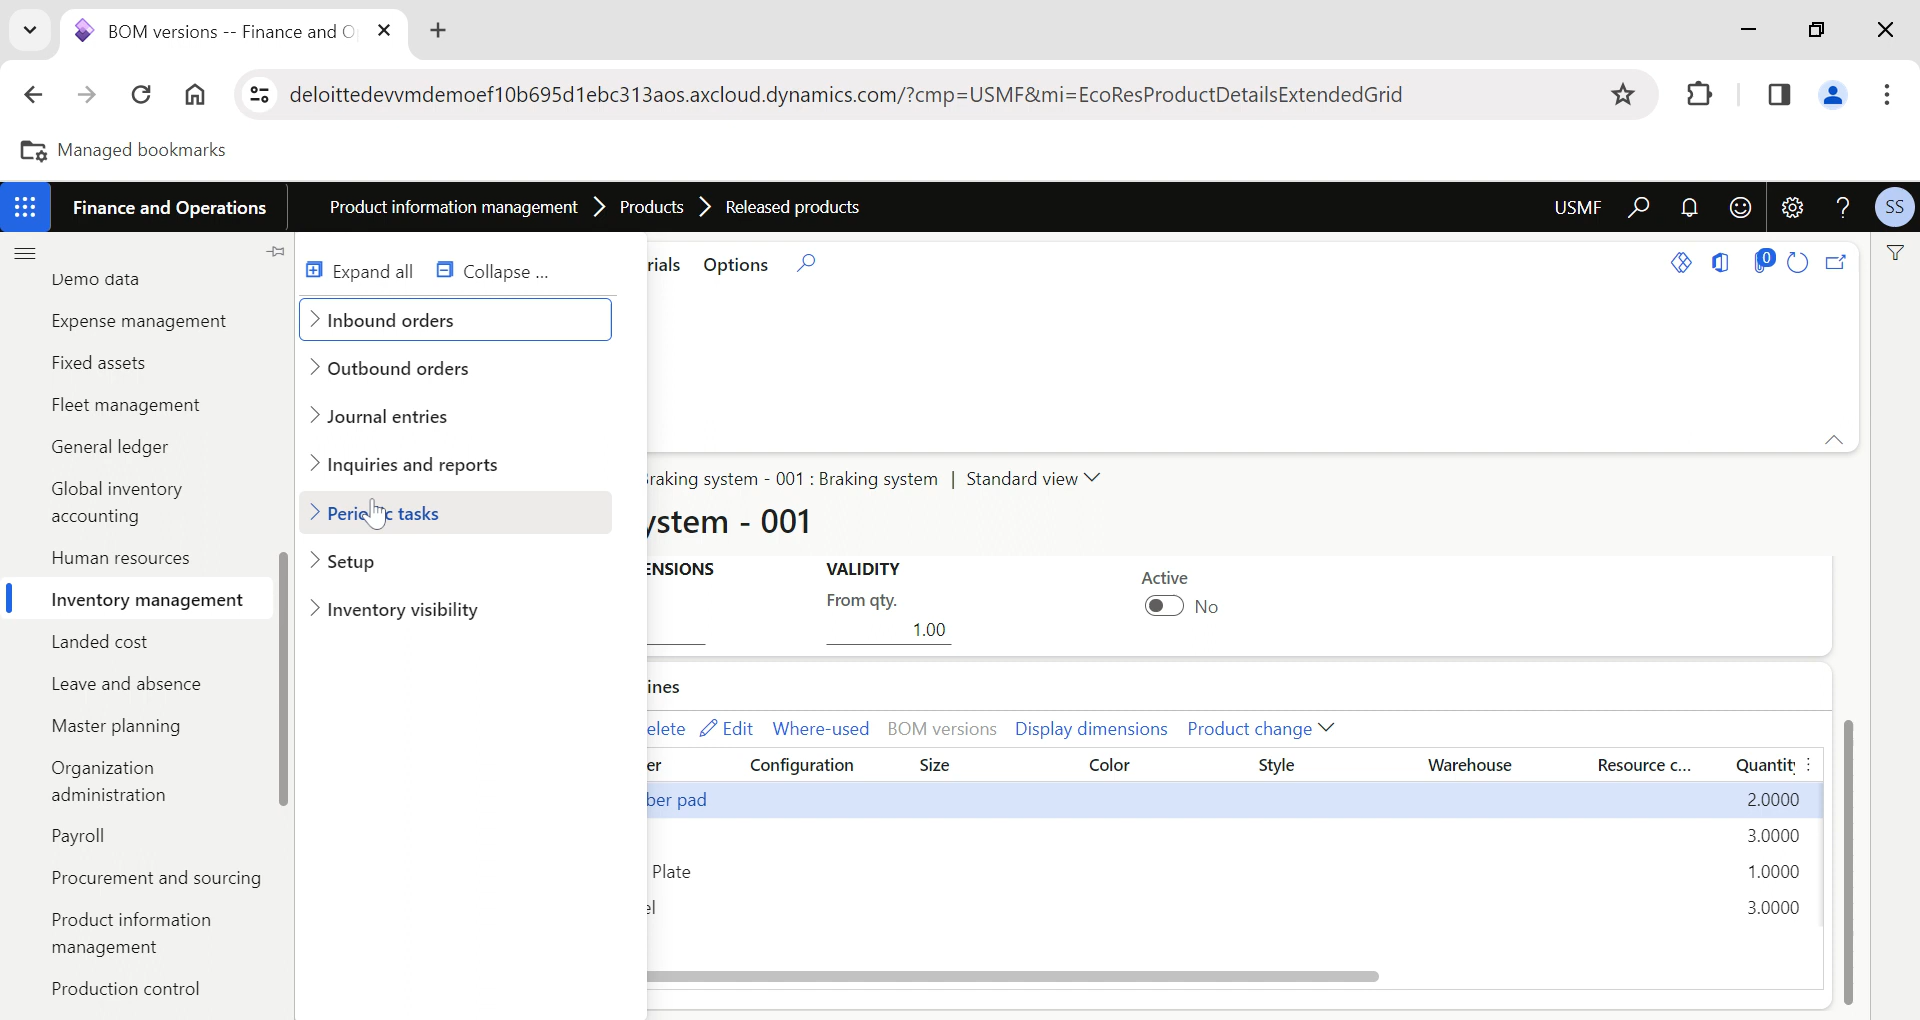 BOM versions -- Finance and O
deloittedevvmdemoef10b695d1ebc313aos.axcloud.dynamics.com/?cmp=USMF&mi=EcoResProductDetailsExtendedGrid
Managed bookmarks
Finance and Operations
Product information management
Products
Released products
USMF
SS
Demo data
Expense management
Fixed assets
Fleet management
General ledger
Global inventory
accounting
Human resources
Inventory management
Landed cost
Leave and absence
Master planning
Organization
administration
Payroll
Procurement and sourcing
Product information
management
Production control
Expand all
Collapse ...
Inbound orders
Outbound orders
Journal entries
Inquiries and reports
Periodic tasks
Setup
Inventory visibility
rials
Options
0
raking system - 001 : Braking system | Standard view
ystem - 001
ENSIONS
VALIDITY
From qty.
1.00
Active
No
ines
elete
Edit
Where-used
BOM versions
Display dimensions
Product change
er
Configuration
Size
Color
Style
Warehouse
Resource c...
Quantit
ber pad
2.0000
3.0000
Plate
1.0000
el
3.0000